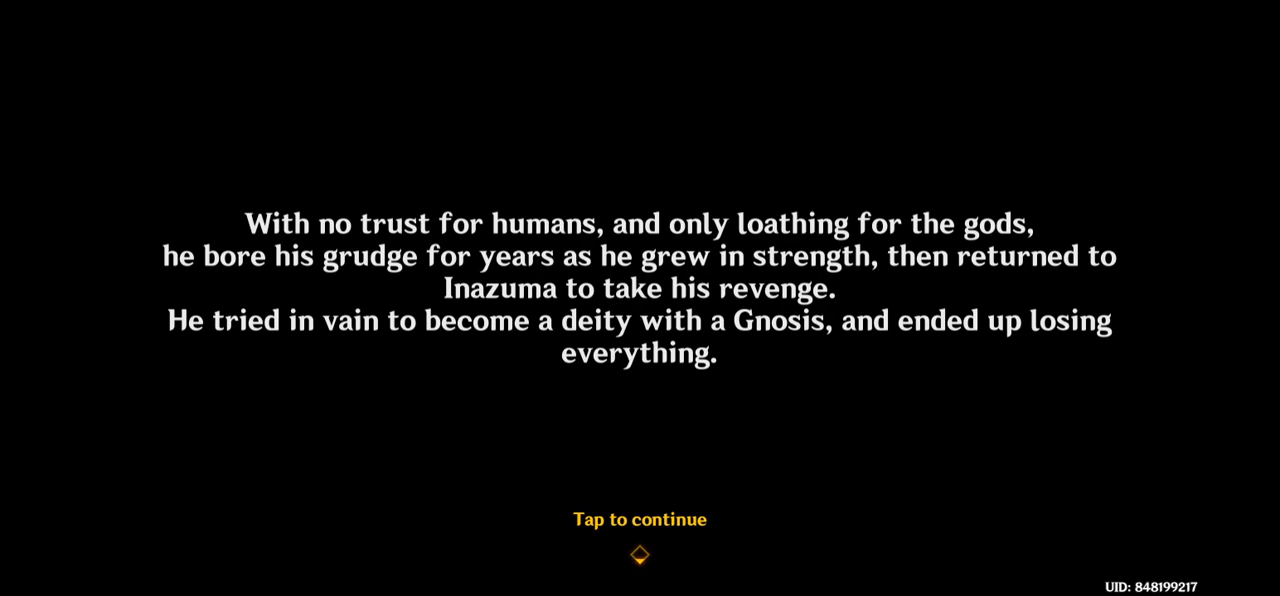 With no trust for humans, and only loathing for the gods,
he bore his grudge for years as he grew in strength, then returned to
Inazuma to take his revenge.
He tried in vain to become a deity with a Gnosis, and ended up losing
everything.
Tap to continue
UID: 848199217